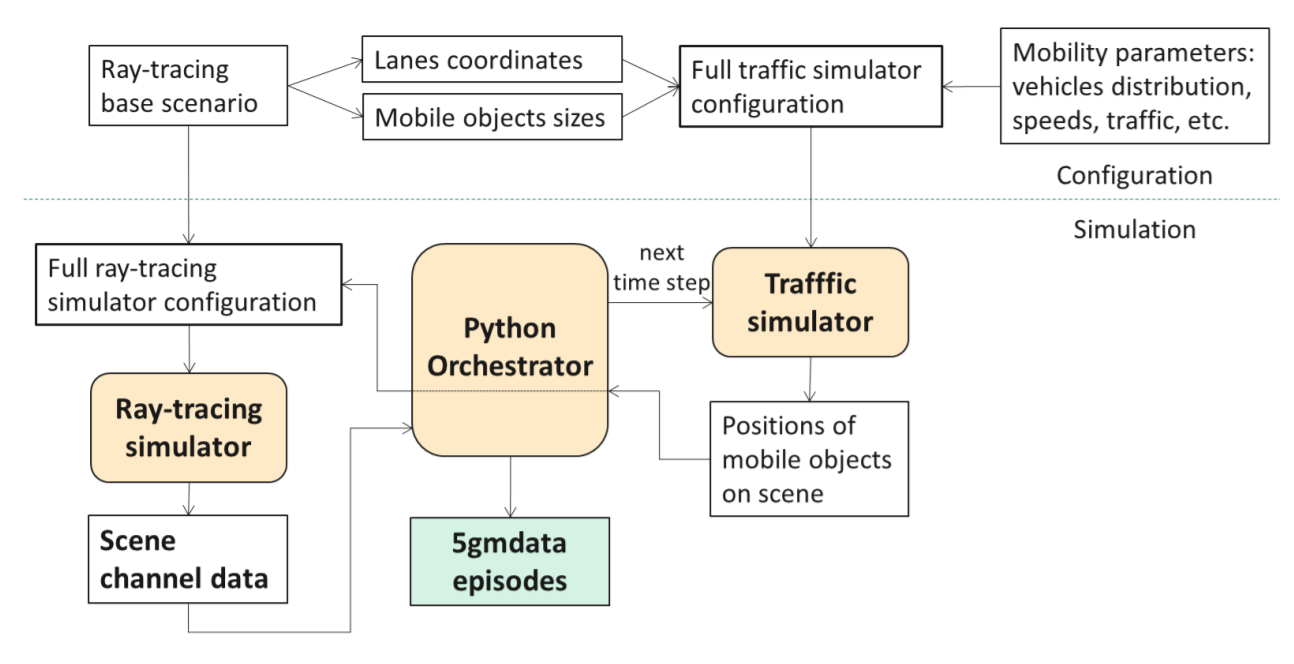 Ray-tracing
base scenario
Lanes coordinates
Mobile objects sizes
Full traffic simulator
configuration
Mobility parameters:
vehicles distribution,
speeds, traffic, etc.
Configuration
Simulation
Full ray-tracing
simulator configuration
Python
Orchestrator
next
time step
Trafffic
simulator
Ray-tracing
simulator
Positions of
mobile objects
on scene
Scene
channel data
5gmdata
episodes